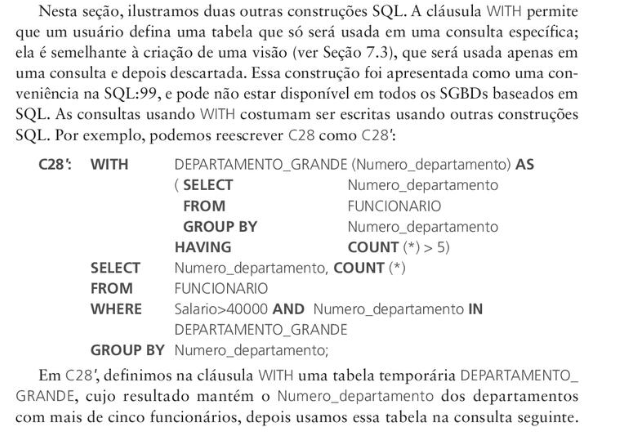 Nesta seção, ilustramos duas outras construções SQL. A cláusula WITH permite
que um usuário defina uma tabela que só será usada em uma consulta específica;
ela é semelhante à criação de uma visão (ver Seção 7.3), que será usada apenas em
uma consulta e depois descartada. Essa construção foi apresentada como uma con-
veniência na SQL:99, e pode não estar disponível em todos os SGBDs baseados em
SQL. As consultas usando WITH costumam ser escritas usando outras construções
SQL. Por exemplo, podemos reescrever C28 como C28':
C28': WITH DEPARTAMENTO_GRANDE (Numero_departamento) AS
( SELECT Numero_departamento
FROM FUNCIONARIO
GROUP BY Numero_departamento
HAVING COUNT (*) > 5)
SELECT Numero_departamento, COUNT (*)
FROM FUNCIONARIO
WHERE Salario>40000 AND Numero_departamento IN
DEPARTAMENTO_GRANDE
GROUP BY Numero_departamento;
Em C28', definimos na cláusula WITH uma tabela temporária DEPARTAMENTO_
GRANDE, cujo resultado mantém o Numero_departamento dos departamentos
com mais de cinco funcionários, depois usamos essa tabela na consulta seguinte.